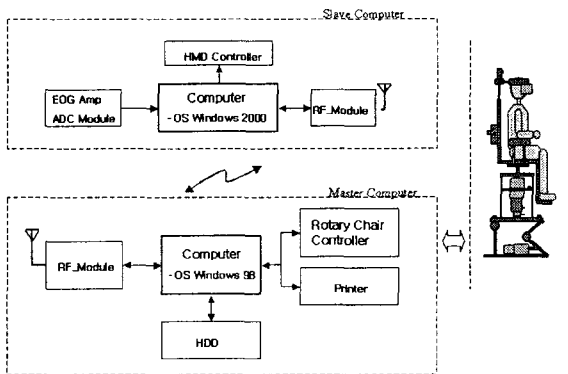 Slave Computer
HMD Controller
EOG Amp
ADC Module
Computer
- OS Windows 2000
RF_Module
Master Computer
RF_Module
Computer
- OS Windows 98
Rotary Chair
Controller
Printer
HDD